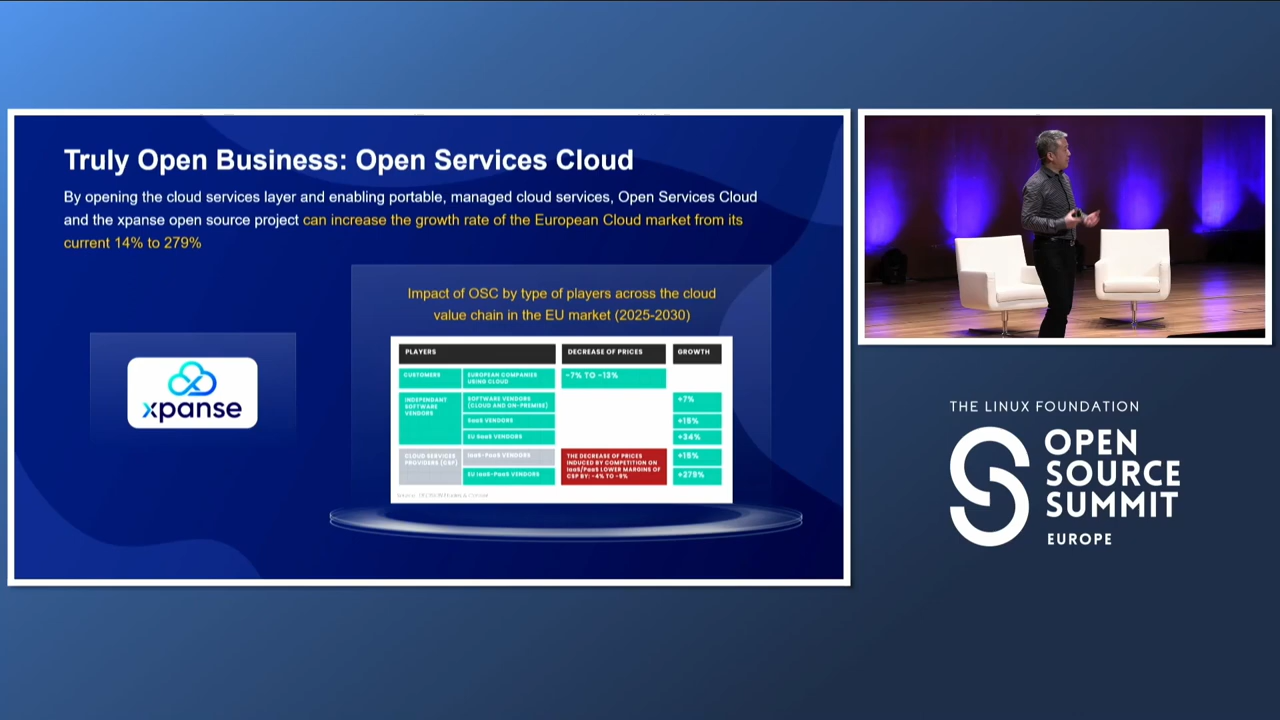 Truly Open Business: Open Services Cloud
By opening the cloud services layer and enabling portable, managed cloud services, Open Services Cloud
and the xpanse open source project can increase the growth rate of the European Cloud market from its
current 14% to 279%
Impact of OSC by type of players across the cloud
value chain in the EU market (2025-2030)
xpanse
PLAYERS
DECREASE OF PRICES
GROWTH
CUSTOMERS
EUROPEAN COMPANIES
USING CLOUD
-7% TO -13%
INDEPENDANT
SOFTWARE
VENDORS
SOFTWARE VENDORS
(CLOUD AND ON-PREMISE)
+7%
SaaS VENDORS
+15%
EU SaaS VENDORS
+34%
CLOUD SERVICES
PROVIDERS (CSP)
IaaS-PaaS VENDORS
THE DECREASE OF PRICES
INDUCED BY COMPETITION ON
IaaS/PaaS LOWER MARGINS OF
CSP BY:
+15%
EU IaaS-PaaS VENDORS
+279%
THE LINUX FOUNDATION
OPEN
SOURCE
SUMMIT
EUROPE